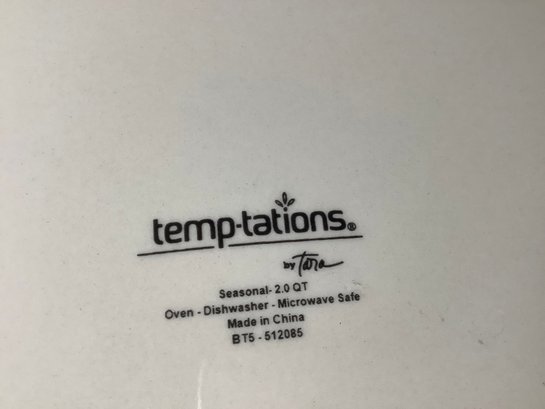 temp-tations®
by Tara
Seasonal- 2.0 QT
Oven - Dishwasher - Microwave Safe
Made in China
BT5 - 512085